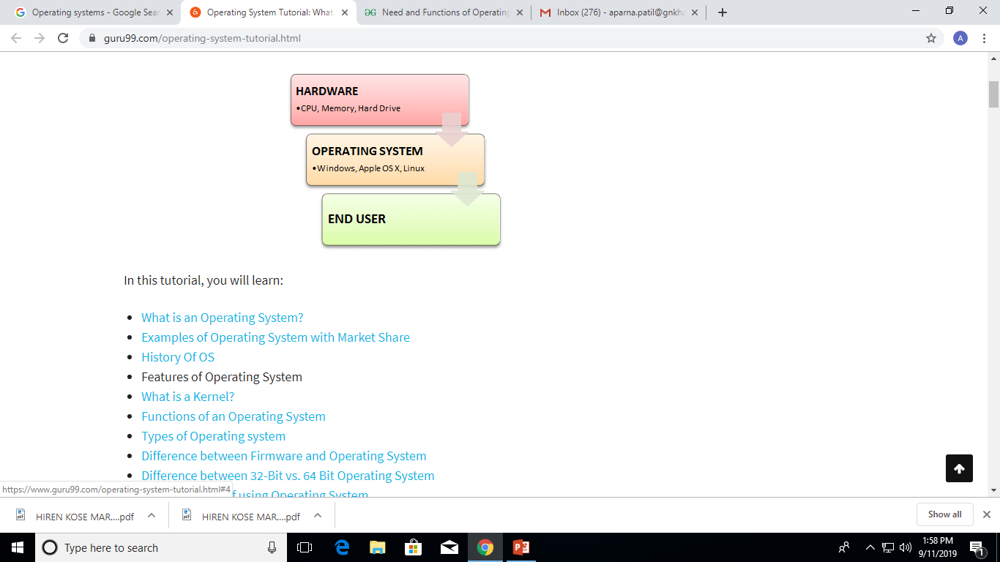 Operating systems - Google Sear
Operating System Tutorial: What
Need and Functions of Operating
Inbox (276) - aparna.patil@gnkha
guru99.com/operating-system-tutorial.html
A
HARDWARE
•CPU, Memory, Hard Drive
OPERATING SYSTEM
•Windows, Apple OS X, Linux
END USER
In this tutorial, you will learn:
• What is an Operating System?
• Examples of Operating System with Market Share
• History Of OS
• Features of Operating System
• What is a Kernel?
• Functions of an Operating System
• Types of Operating system
• Difference between Firmware and Operating System
• Difference between 32-Bit vs. 64 Bit Operating System
f using Operating System
https://www.guru99.com/operating-system-tutorial.html#4
HIREN KOSE MAR....pdf
HIREN KOSE MAR....pdf
Show all
Type here to search
1:58 PM
9/11/2019
1